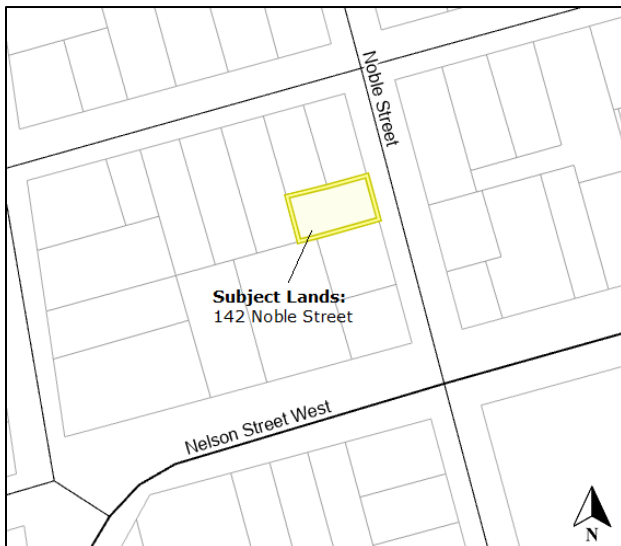 Noble Street
Subject Lands:
142 Noble Street
Nelson Street West
N